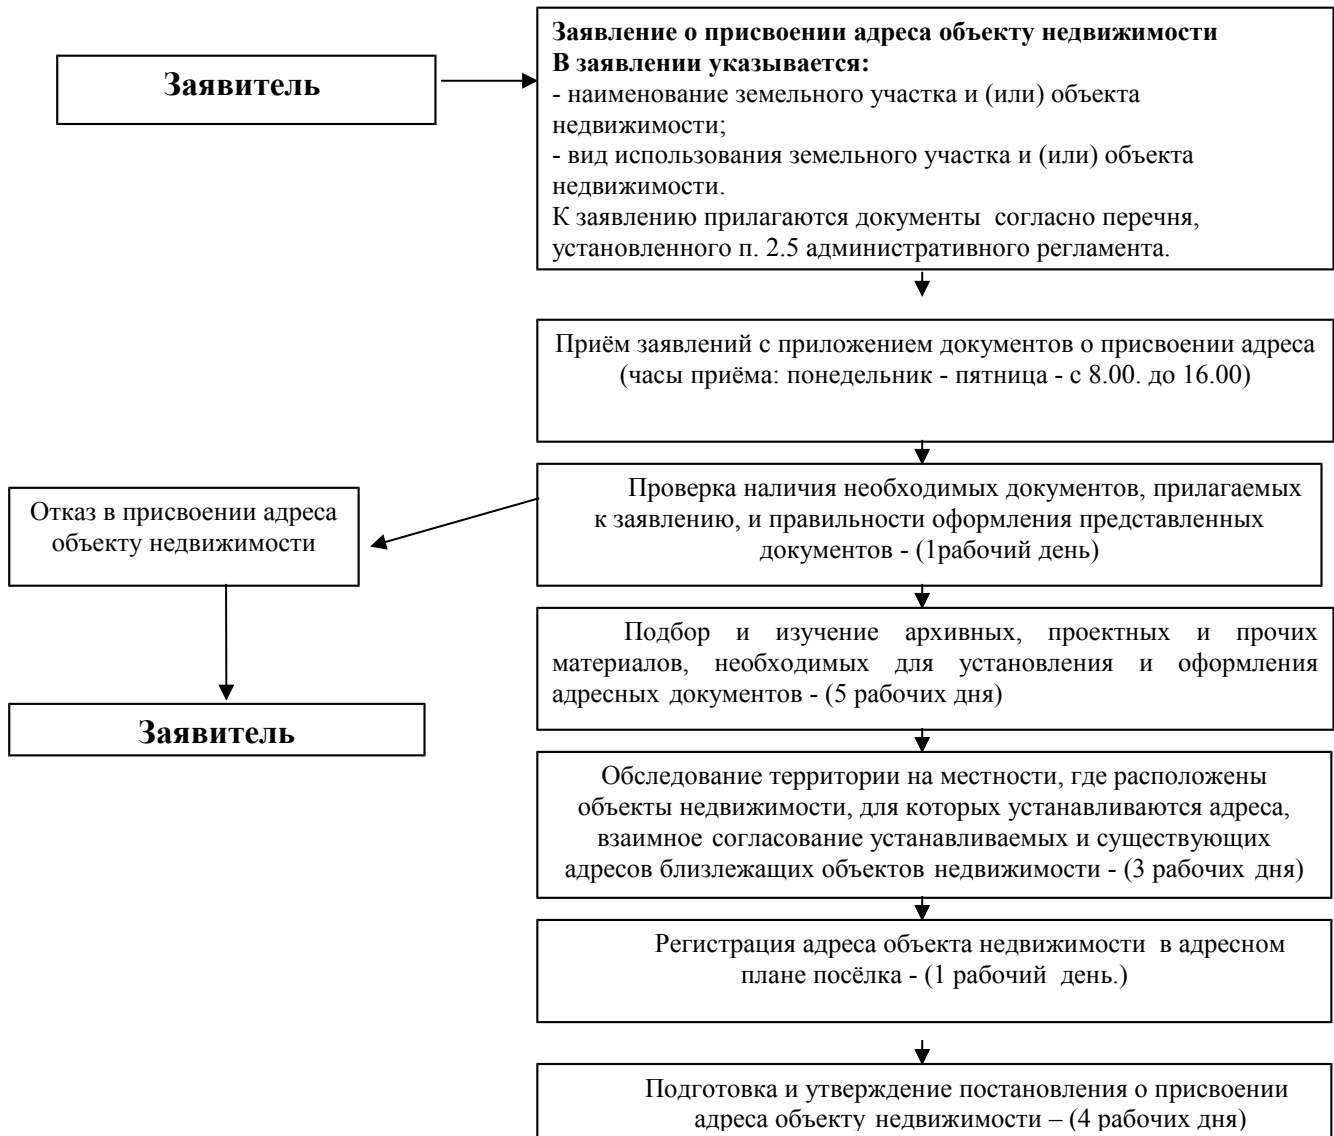 Заявитель
Заявление о присвоении адреса объекту недвижимости
В заявлении указывается:
- наименование земельного участка и (или) объекта
недвижимости;
- вид использования земельного участка и (или) объекта
недвижимости.
К заявлению прилагаются документы согласно перечня,
установленного п. 2.5 административного регламента.
Приём заявлений с приложением документов о присвоении адреса
(часы приёма: понедельник - пятница - с 8.00. до 16.00)
Проверка наличия необходимых документов, прилагаемых
к заявлению, и правильности оформления представленных
документов - (1рабочий день)
Отказ в присвоении адреса
объекту недвижимости
Заявитель
Подбор и изучение архивных, проектных и прочих
материалов, необходимых для установления и оформления
адресных документов - (5 рабочих дня)
Обследование территории на местности, где расположены
объекты недвижимости, для которых устанавливаются адреса,
взаимное согласование устанавливаемых и существующих
адресов близлежащих объектов недвижимости - (3 рабочих дня)
Регистрация адреса объекта недвижимости в адресном
плане посёлка - (1 рабочий день.)
Подготовка и утверждение постановления о присвоении
адреса объекту недвижимости – (4 рабочих дня)